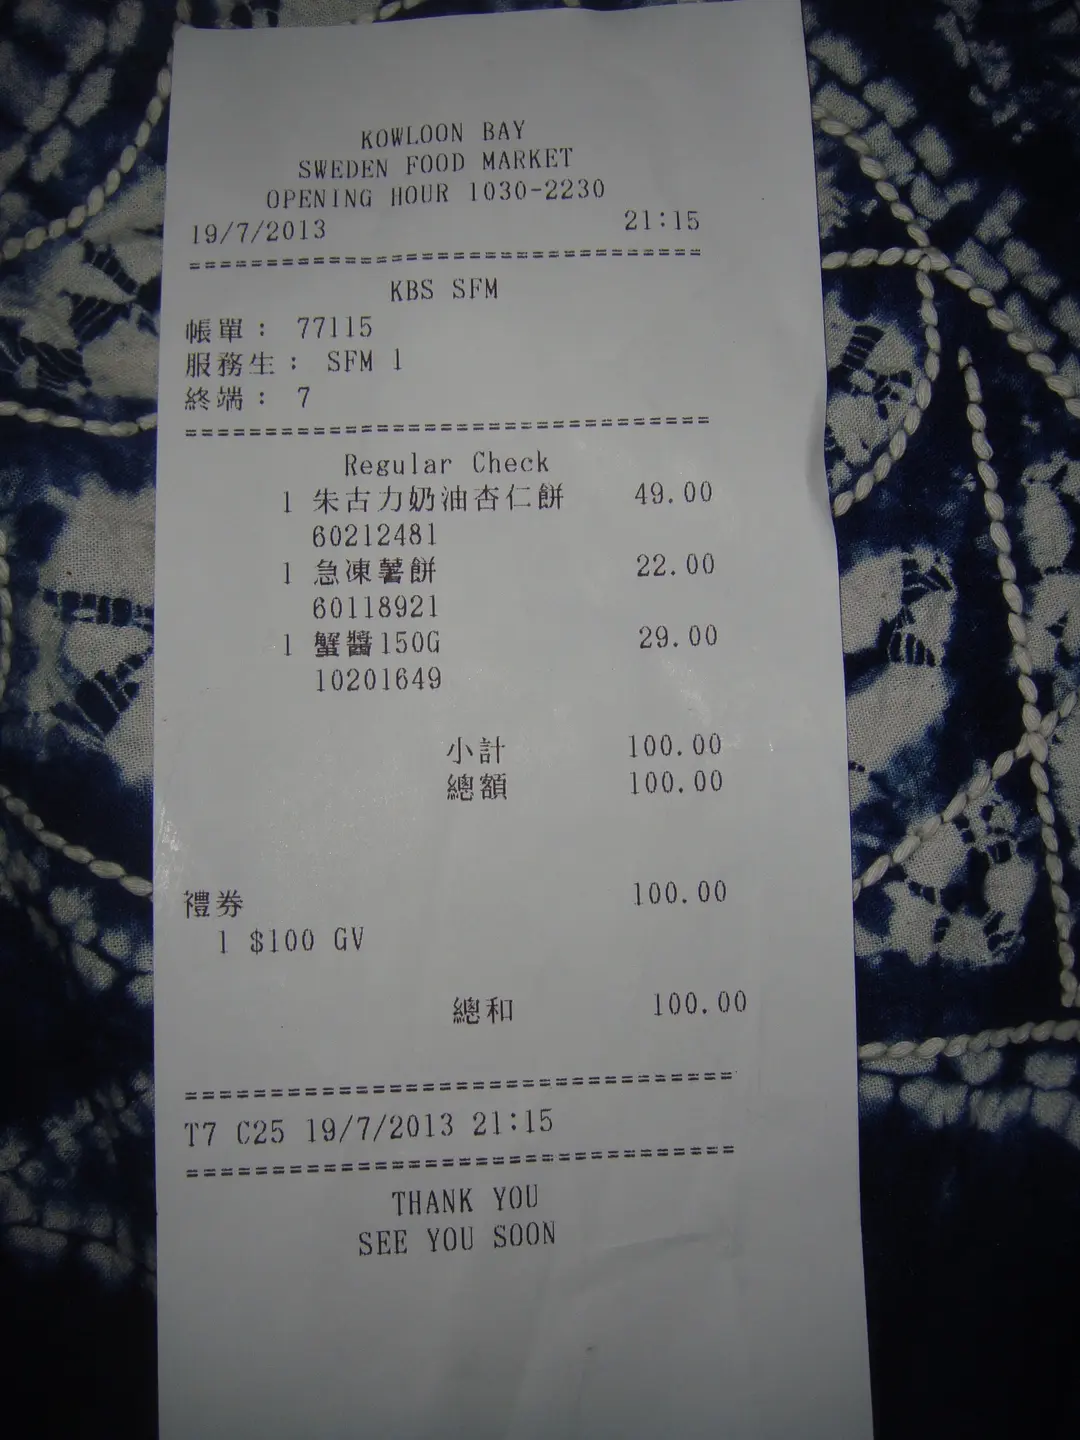 KOWLOON BAY
SWEDEN FOOD MARKET
OPENING HOUR 1030-2230
19/7/2013 21:15
=================================
KBS SFM
帳單： 77115
服務生： SFM 1
終端： 7
=================================
Regular Check
1 朱古力奶油杏仁餅 49.00
60212481
1 急凍薯餅 22.00
60118921
1 蟹醬150G 29.00
10201649
小計 100.00
總額 100.00
禮券 100.00
1 $100 GV
總和 100.00
=================================
T7 C25 19/7/2013 21:15
=================================
THANK YOU
SEE YOU SOON